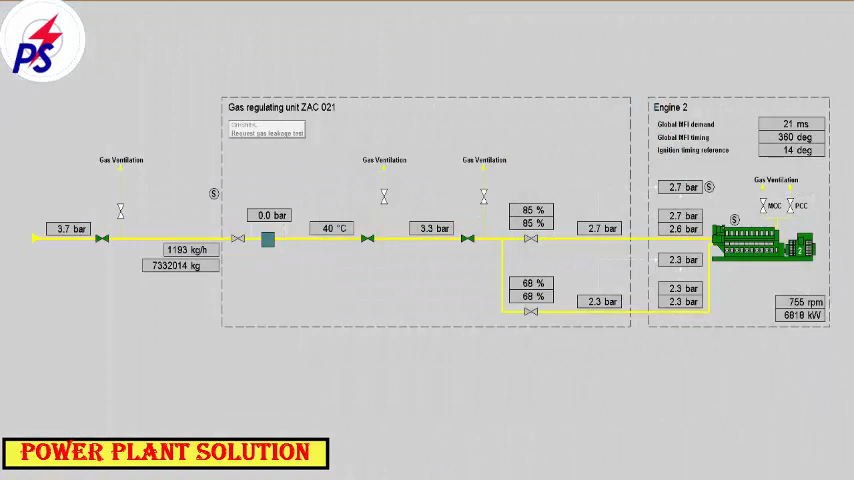 PS
Gas regulating unit ZAC 021
Engine 2
Request gas leakage test
Global MFI demand
21 ms
Global MFI timing
360 deg
Ignition timing reference
14 deg
Gas Ventilation
Gas Ventilation
Gas Ventilation
Gas Ventilation
S
2.7 bar
S
MCC
PCC
3.7 bar
0.0 bar
40 °C
3.3 bar
85 %
85 %
2.7 bar
2.7 bar
2.6 bar
S
1193 kg/h
7332014 kg
2.3 bar
2
68 %
68 %
2.3 bar
2.3 bar
2.3 bar
755 rpm
6818 kW
POWER PLANT SOLUTION